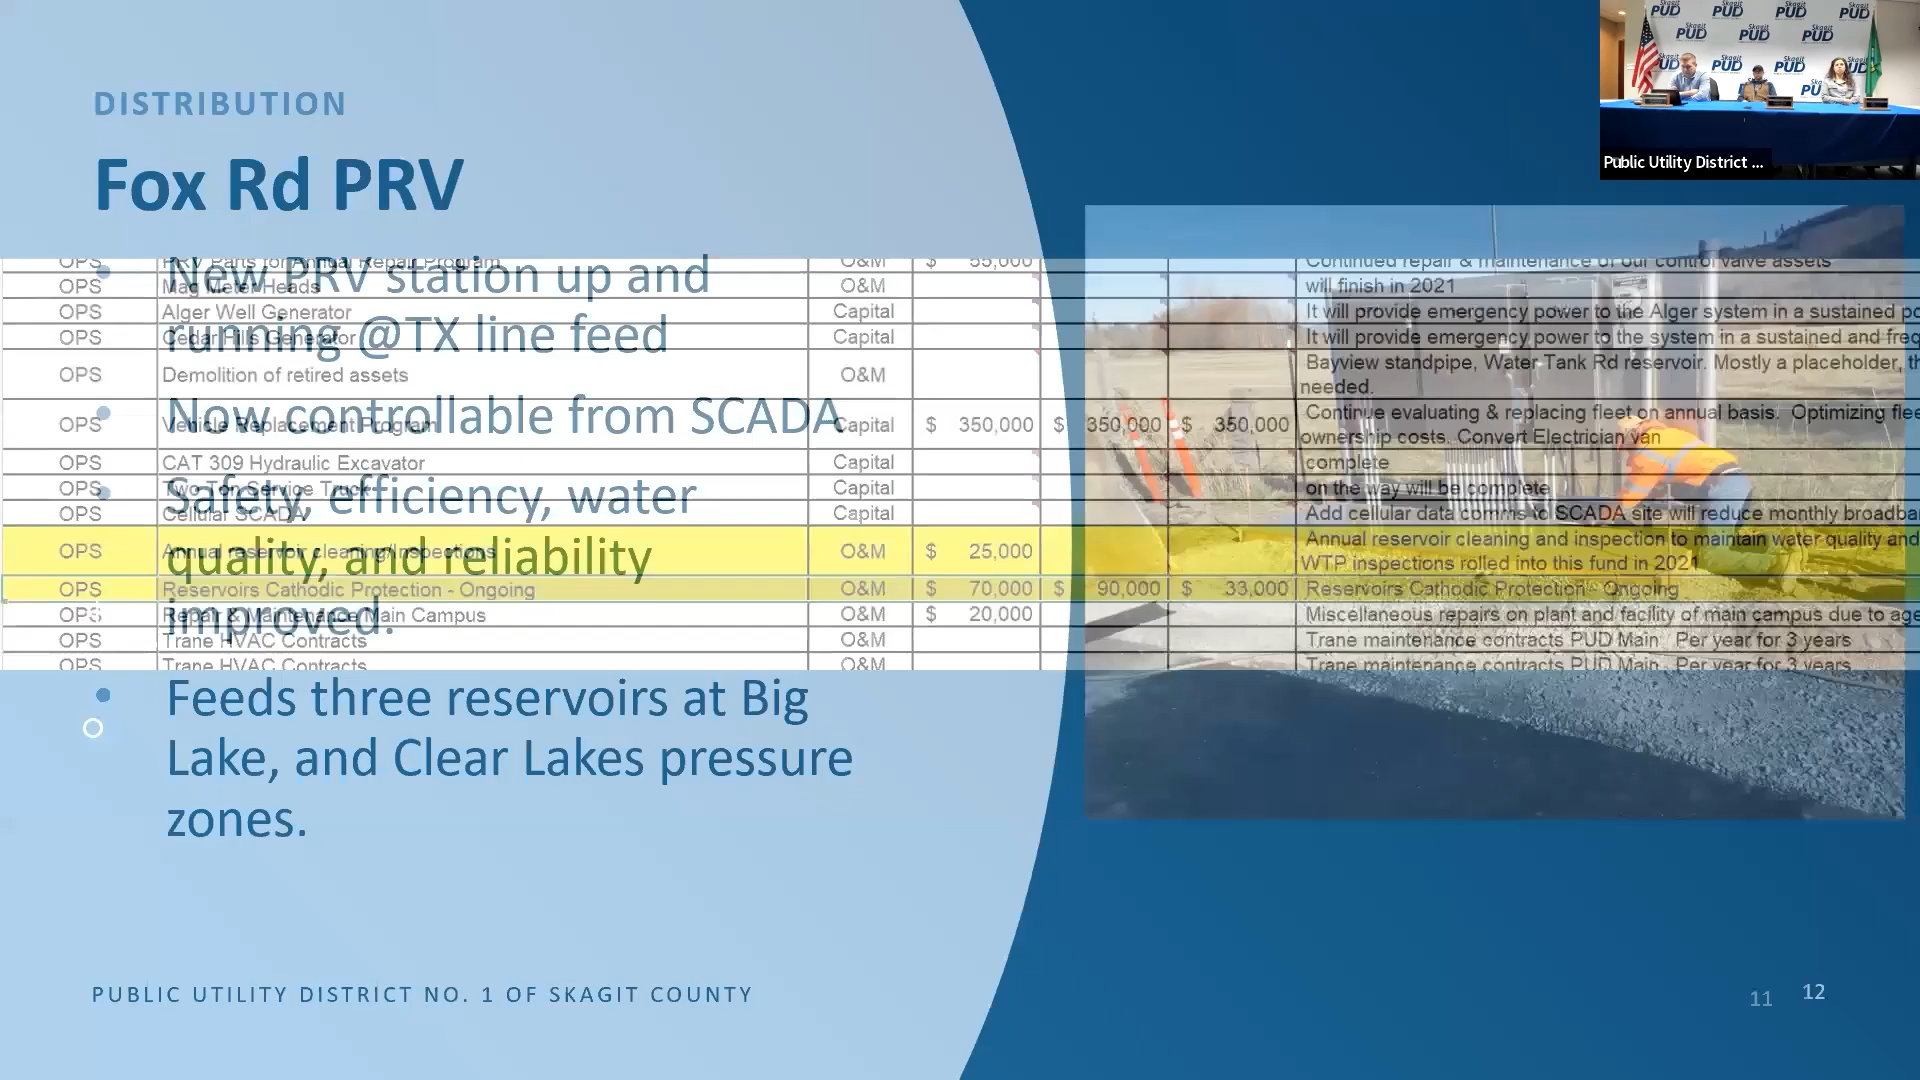 DISTRIBUTION
Fox Rd PRV
New PRV station up and
running @TX line feed
Now controllable from SCADA
Safety, efficiency, water
quality, and reliability
improved.
Feeds three reservoirs at Big
Lake, and Clear Lakes pressure
zones.
OPS PRV Parts for Annual Repair Program O&M $ 55,000 Continued repair & maintenance of our control valve assets
OPS Mag Meter Heads O&M will finish in 2021
OPS Alger Well Generator Capital It will provide emergency power to the Alger system in a sustained po
OPS Cedar Hills Generator Capital It will provide emergency power to the system in a sustained and freq
OPS Demolition of retired assets O&M Bayview standpipe, Water Tank Rd reservoir. Mostly a placeholder, th
needed.
OPS Vehicle Replacement Program Capital $ 350,000 $ 350,000 $ 350,000 Continue evaluating & replacing fleet on annual basis. Optimizing flee
ownership costs. Convert Electrician van
OPS CAT 309 Hydraulic Excavator Capital complete
OPS Two Ton Service Truck Capital on the way will be complete
OPS Cellular SCADA Capital Add cellular data comms to SCADA site will reduce monthly broadba
OPS Annual reservoir cleaning/Inspections O&M $ 25,000 Annual reservoir cleaning and inspection to maintain water quality and
WTP inspections rolled into this fund in 2021
OPS Reservoirs Cathodic Protection - Ongoing O&M $ 70,000 $ 90,000 $ 33,000 Reservoirs Cathodic Protection - Ongoing
OPS Repair & Maintenance Main Campus O&M $ 20,000 Miscellaneous repairs on plant and facility of main campus due to age
OPS Trane HVAC Contracts O&M Trane maintenance contracts PUD Main. Per year for 3 years
OPS Trane HVAC Contracts O&M Trane maintenance contracts PUD Main. Per year for 3 years
PUBLIC UTILITY DISTRICT NO. 1 OF SKAGIT COUNTY
11 12
Skagit PUD
Public Utility District ...